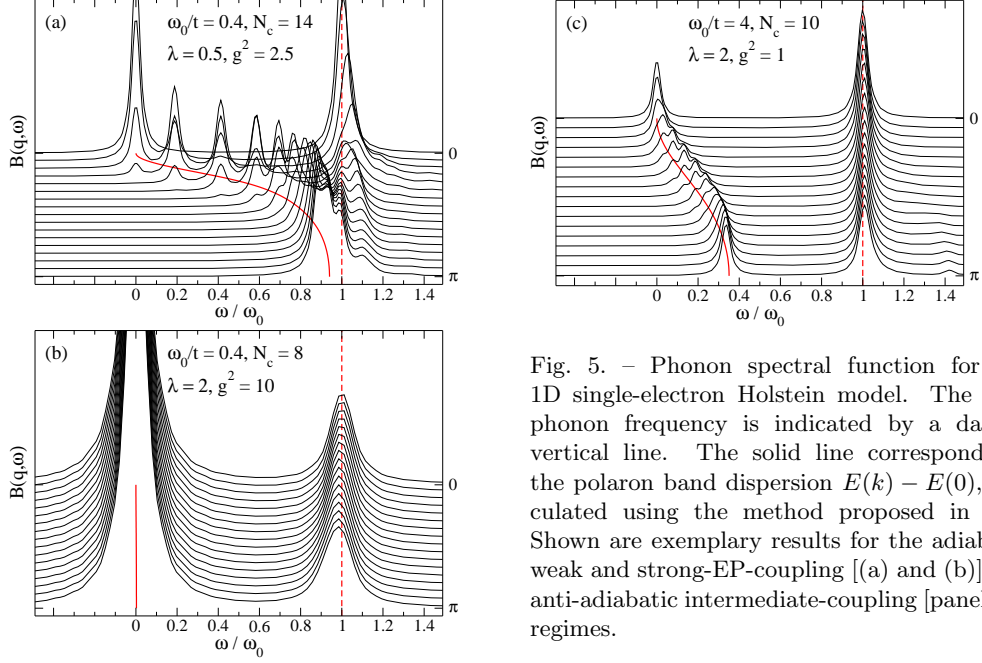 (a)
ω₀/t = 0.4, N_c = 14
λ = 0.5, g² = 2.5
B(q,ω)
0
π
0 0.2 0.4 0.6 0.8 1 1.2 1.4
ω / ω₀
(b)
ω₀/t = 0.4, N_c = 8
λ = 2, g² = 10
B(q,ω)
0
π
0 0.2 0.4 0.6 0.8 1 1.2 1.4
ω / ω₀
(c)
ω₀/t = 4, N_c = 10
λ = 2, g² = 1
B(q,ω)
0
π
0 0.2 0.4 0.6 0.8 1 1.2 1.4
ω / ω₀
Fig. 5. – Phonon spectral function for
1D single-electron Holstein model. The
phonon frequency is indicated by a da
vertical line. The solid line correspond
the polaron band dispersion E(k) − E(0),
culated using the method proposed in
Shown are exemplary results for the adiab
weak and strong-EP-coupling [(a) and (b)]
anti-adiabatic intermediate-coupling [panel
regimes.